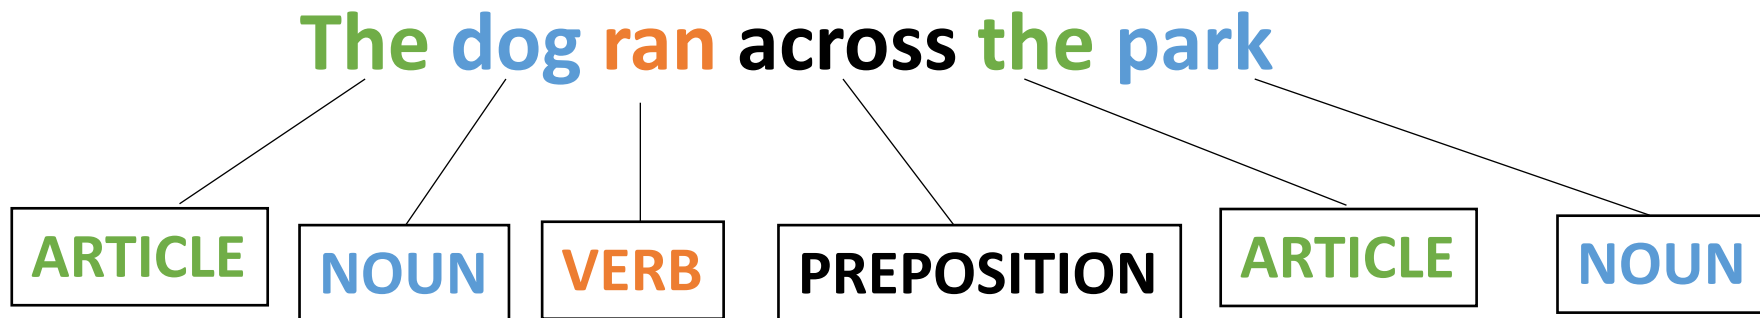 The dog ran across the park
ARTICLE NOUN VERB PREPOSITION ARTICLE NOUN